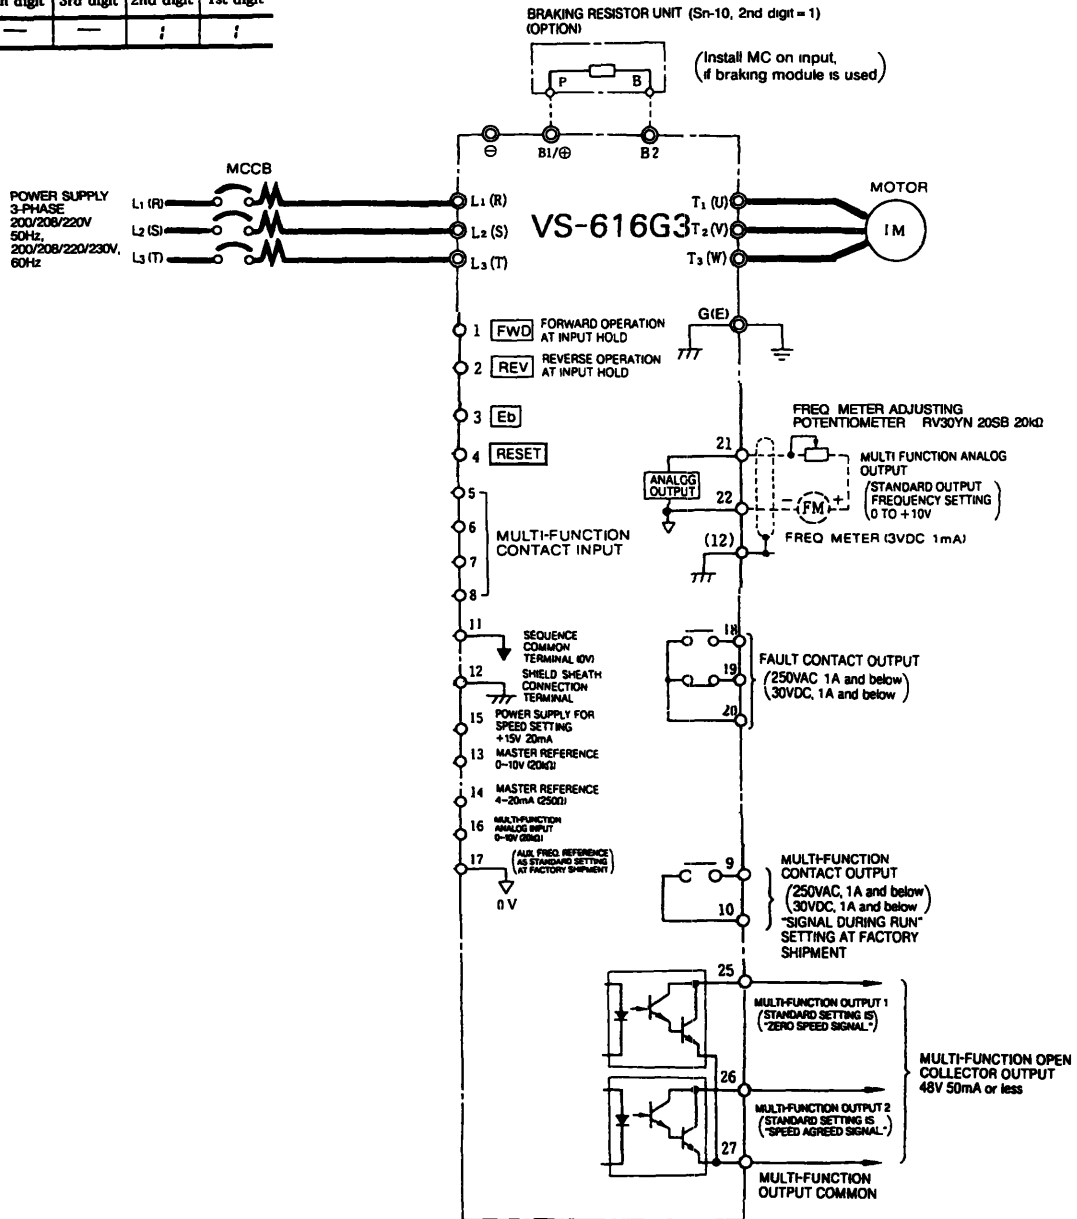 digit 3rd digit 2nd digit 1st digit
— — 1 1
BRAKING RESISTOR UNIT (Sn-10, 2nd digit = 1)
(OPTION)
(Install MC on input,
if braking module is used)
P B
⊖ B1/⊕ B2
MCCB
POWER SUPPLY
3-PHASE
200/208/220V
50Hz,
200/208/220/230V,
60Hz
L1 (R)
L2 (S)
L3 (T)
L1 (R)
L2 (S)
L3 (T)
VS-616G3
T1 (U)
T2 (V)
T3 (W)
MOTOR
IM
G(E)
1 FWD FORWARD OPERATION
AT INPUT HOLD
2 REV REVERSE OPERATION
AT INPUT HOLD
3 Eb
4 RESET
5
6
7
8
MULTI-FUNCTION
CONTACT INPUT
11 SEQUENCE
COMMON
TERMINAL (0V)
12 SHIELD SHEATH
CONNECTION
TERMINAL
15 POWER SUPPLY FOR
SPEED SETTING
+15V 20mA
13 MASTER REFERENCE
0-10V (20kΩ)
14 MASTER REFERENCE
4-20mA (250Ω)
16 MULTI-FUNCTION
ANALOG INPUT
0-10V (20kΩ)
17 (AUX. FREQ. REFERENCE
AS STANDARD SETTING
AT FACTORY SHIPMENT)
0V
FREQ METER ADJUSTING
POTENTIOMETER RV30YN 20SB 20kΩ
21
ANALOG
OUTPUT
22
MULTI FUNCTION ANALOG
OUTPUT
(STANDARD OUTPUT
FREQUENCY SETTING
0 TO +10V)
− FM +
(12)
FREQ METER (3VDC 1mA)
18
19
20
FAULT CONTACT OUTPUT
(250VAC 1A and below
30VDC, 1A and below)
9
10
MULTI-FUNCTION
CONTACT OUTPUT
(250VAC, 1A and below
30VDC, 1A and below)
"SIGNAL DURING RUN"
SETTING AT FACTORY
SHIPMENT
25
MULTI-FUNCTION OUTPUT 1
(STANDARD SETTING IS
"ZERO SPEED SIGNAL.")
26
MULTI-FUNCTION OUTPUT 2
(STANDARD SETTING IS
"SPEED AGREED SIGNAL.")
27
MULTI-FUNCTION
OUTPUT COMMON
MULTI-FUNCTION OPEN
COLLECTOR OUTPUT
48V 50mA or less